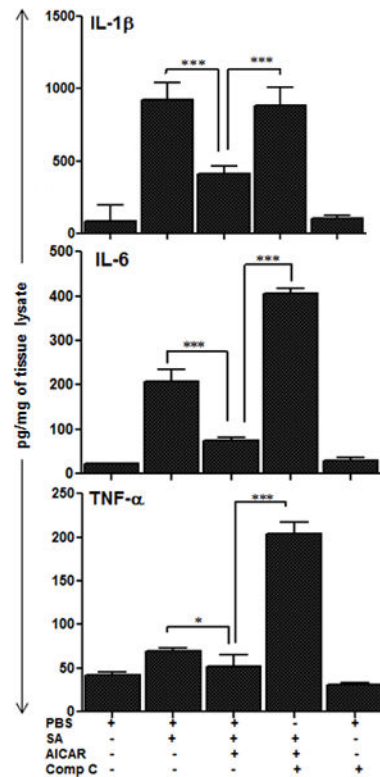 pg/mg of tissue lysate
1500
IL-1β
1000
500
0
***
***
500
IL-6
400
300
200
100
0
***
***
250
TNF-α
200
150
100
50
0
*
***
PBS + + + - +
SA - + + + -
AICAR - - + + -
Comp C - - - + +